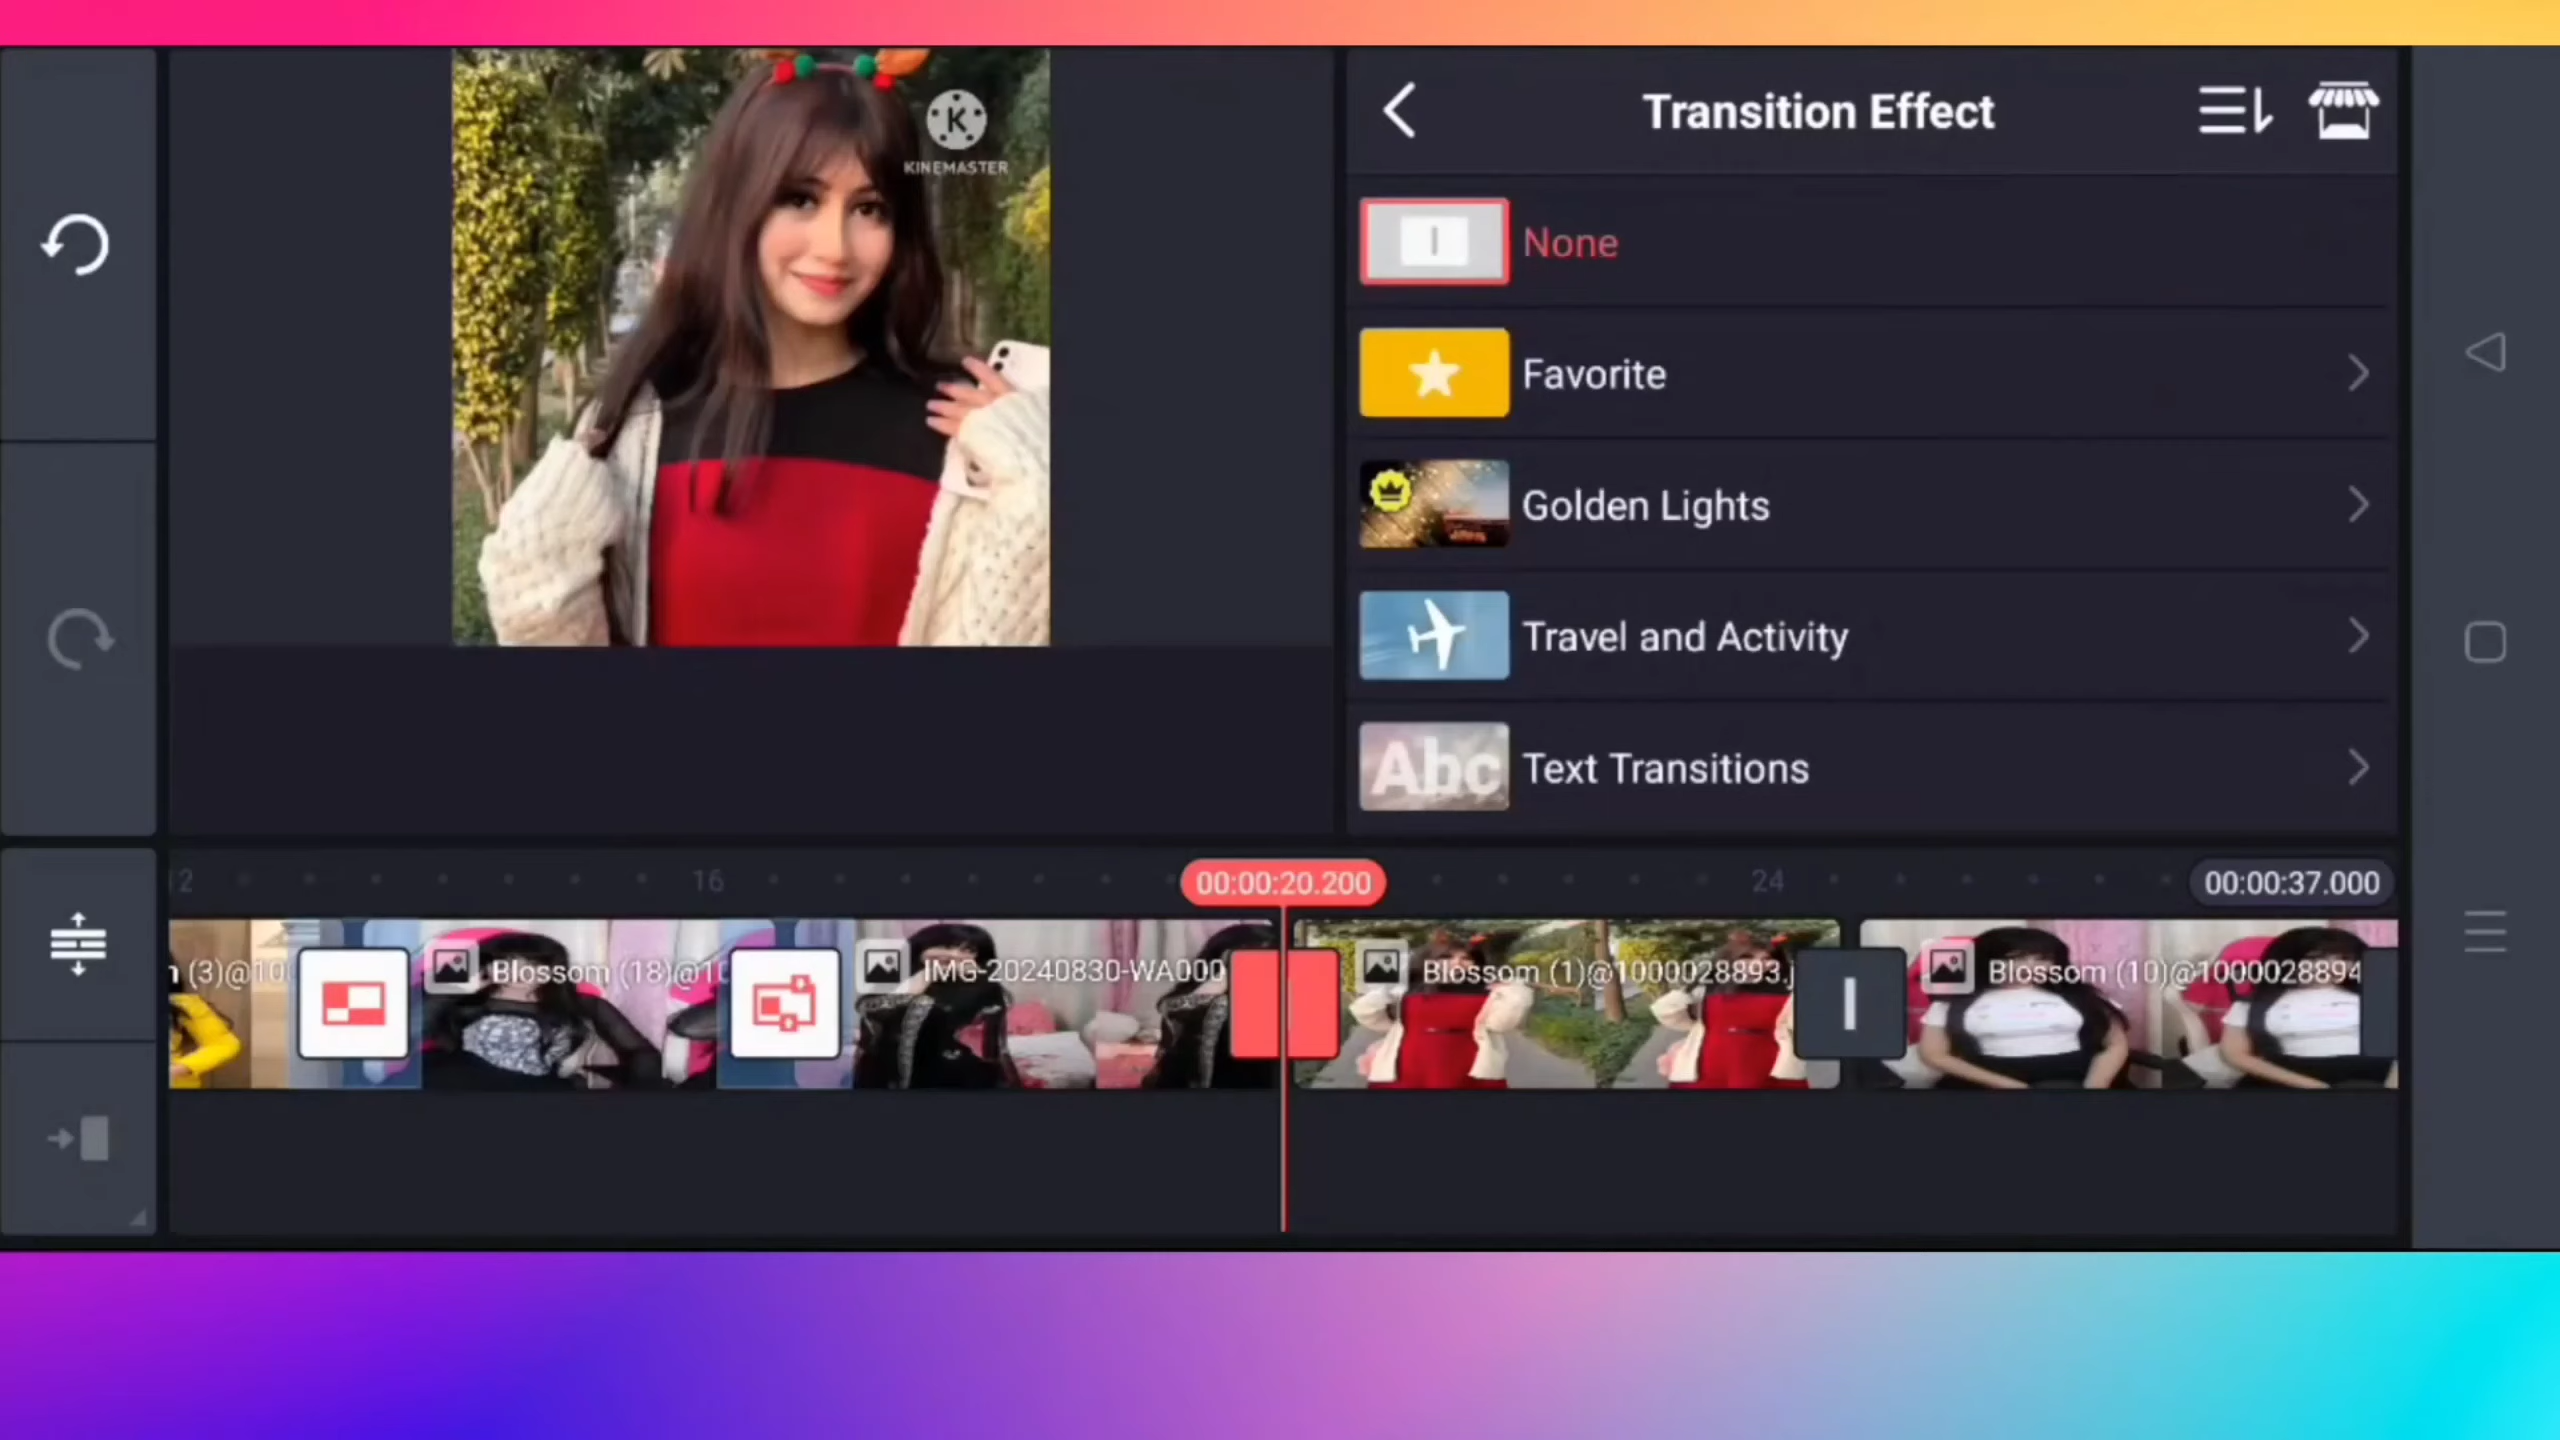 K
KINEMASTER
Transition Effect
None
Favorite
Golden Lights
Travel and Activity
Abc
Text Transitions
12
16
00:00:20.200
24
00:00:37.000
(3)@10
Blossom (18)@10
IMG-20240830-WA000
Blossom (1)@1000028893.j
Blossom (10)@1000028894